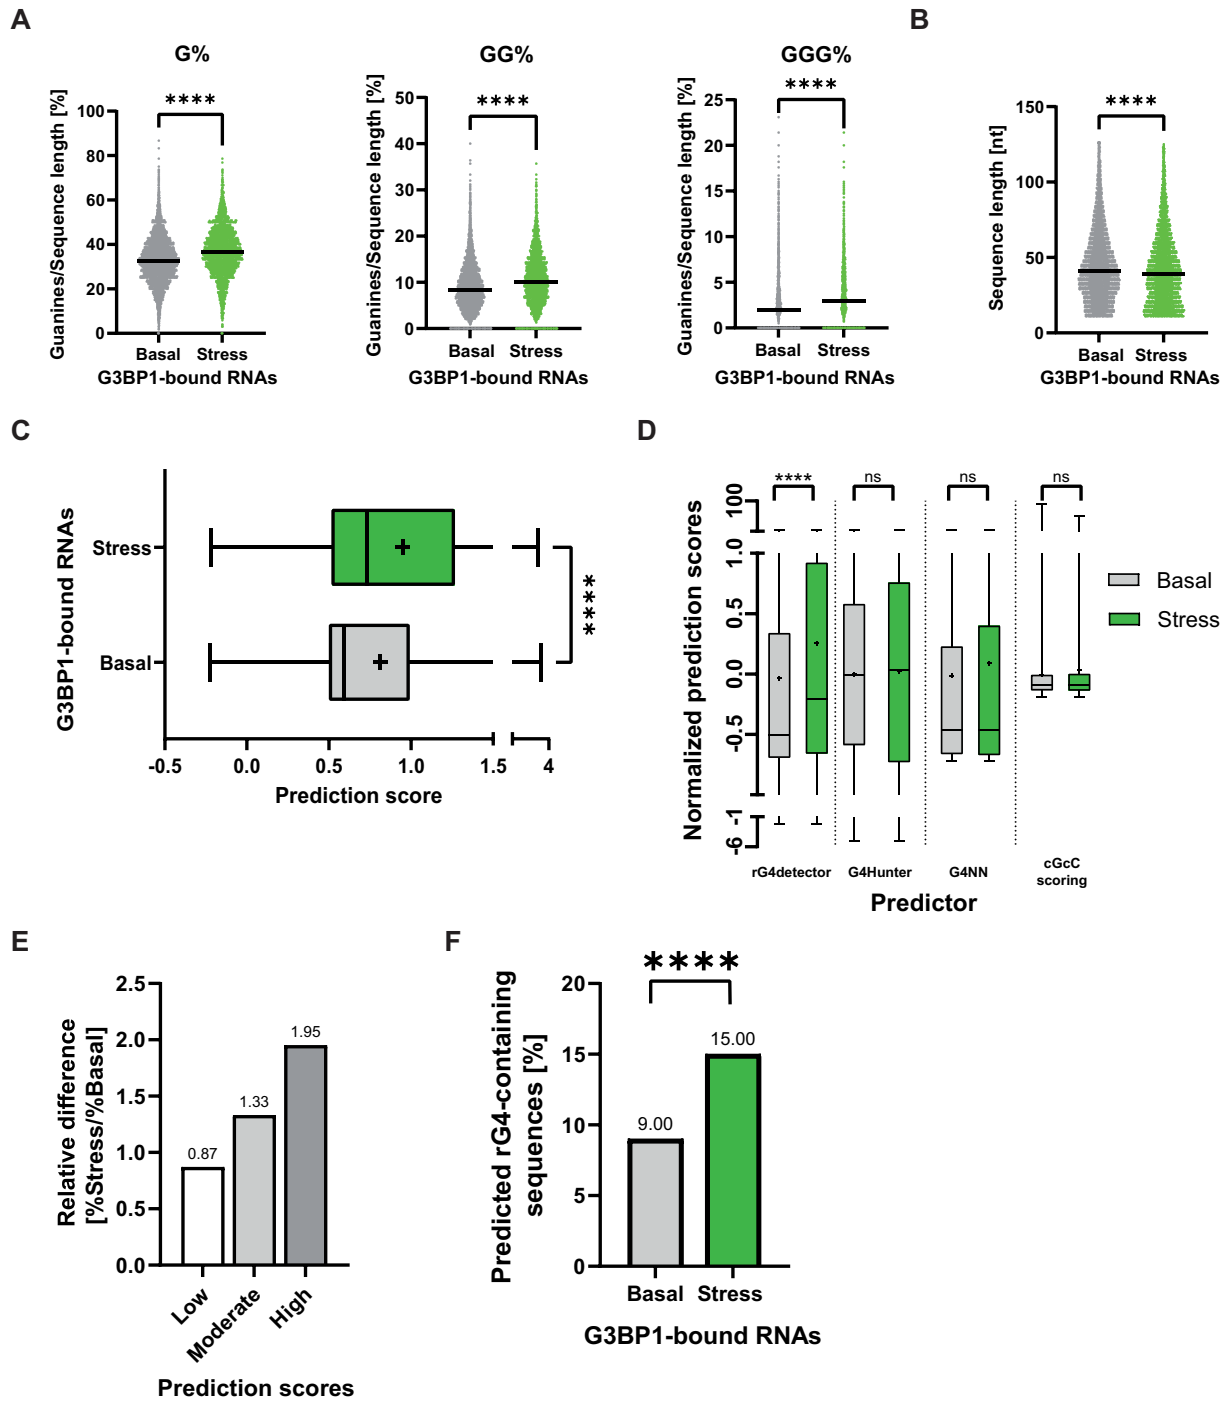 A
G%
****
Guanines/Sequence length [%]
100
80
60
40
20
0
Basal Stress
G3BP1-bound RNAs
GG%
****
Guanines/Sequence length [%]
50
40
30
20
10
0
Basal Stress
G3BP1-bound RNAs
GGG%
****
Guanines/Sequence length [%]
25
20
15
10
5
0
Basal Stress
G3BP1-bound RNAs
B
****
Sequence length [nt]
150
100
50
0
Basal Stress
G3BP1-bound RNAs
C
G3BP1-bound RNAs
Stress
Basal
****
-0.5 0.0 0.5 1.0 1.5 4
Prediction score
D
Normalized prediction scores
100
1.0
0.5
0.0
-0.5
-1
-6
**** ns ns ns
Basal
Stress
rG4detector G4Hunter G4NN cGcC scoring
Predictor
E
Relative difference
[%Stress/%Basal]
2.5
2.0
1.5
1.0
0.5
0.0
0.87
1.33
1.95
Low Moderate High
Prediction scores
F
Predicted rG4-containing
sequences [%]
****
20
15
10
5
0
9.00
15.00
Basal Stress
G3BP1-bound RNAs